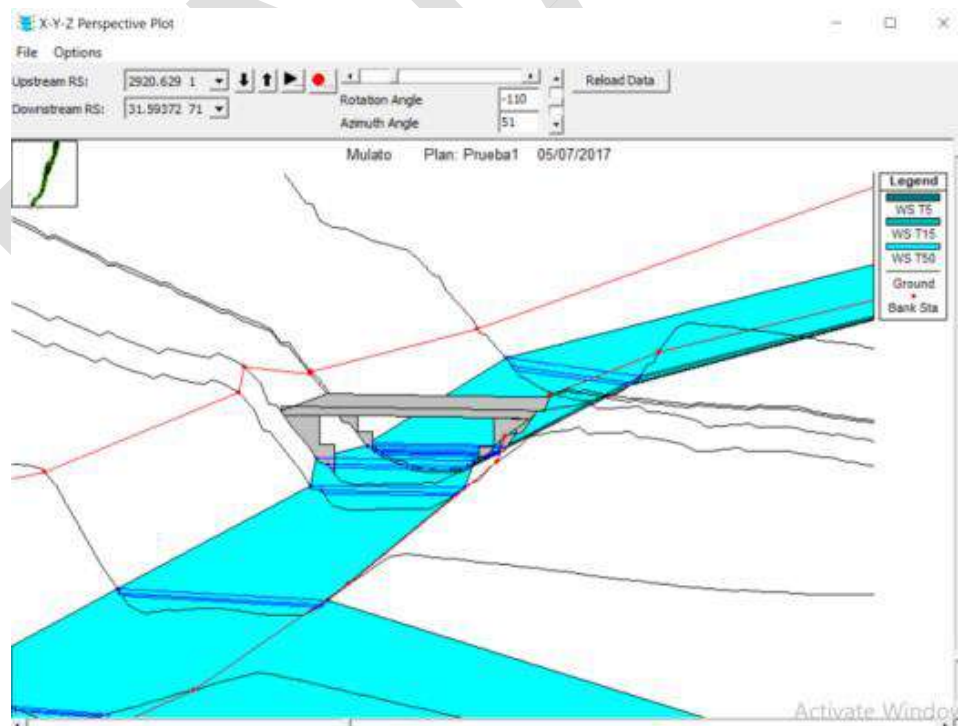 X-Y-Z Perspective Plot
File Options
Upstream RS: 2920.629 1
Downstream RS: 31.59372 71
Rotation Angle -110
Azimuth Angle 51
Reload Data
Mulato Plan: Prueba1 05/07/2017
Legend
WS T5
WS T15
WS T50
Ground
Bank Sta
Activate Window